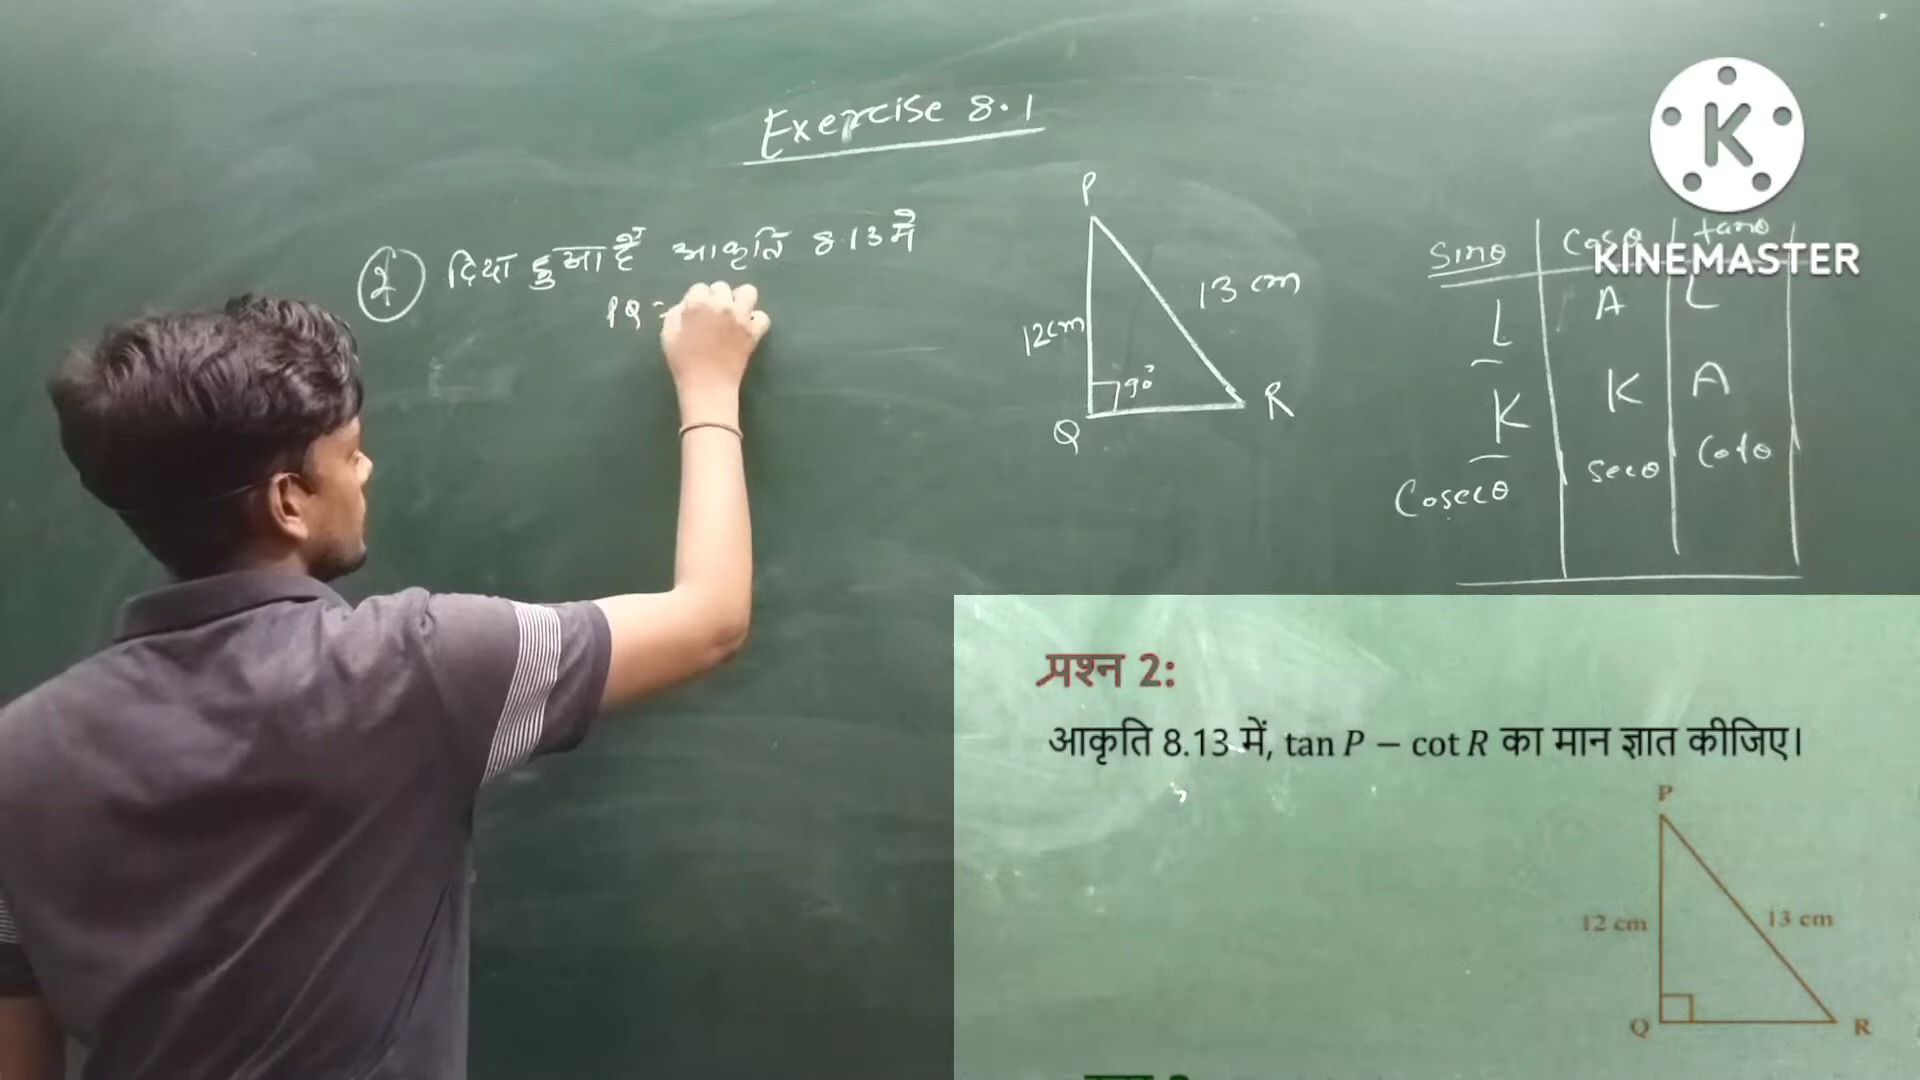 Exercise 8.1
② दिया हुआ है आकृति 8.13 में
PQ =
P
12cm
13 cm
90°
Q
R
Sinθ Cosθ tanθ
L A L
K K A
Cosecθ Secθ Cotθ
K
KINEMASTER
प्रश्न 2:
आकृति 8.13 में, tan P – cot R का मान ज्ञात कीजिए।
P
12 cm
13 cm
Q
R